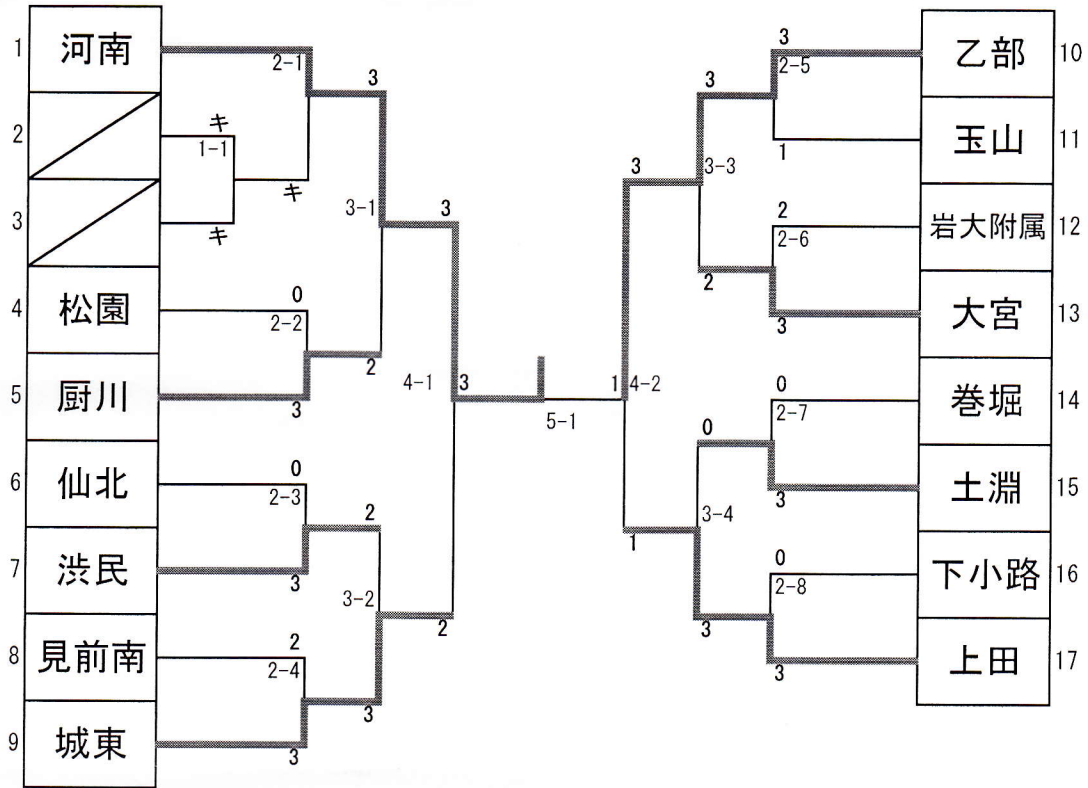 1 河南
2
3
4 松園
5 厨川
6 仙北
7 渋民
8 見前南
9 城東
キ
1-1
キ
キ
2-1
0
2-2
3
0
2-3
3
2
2-4
3
3
3-1
2
2
3-2
3
3
4-1
2
3
5-1
1
3
4-2
1
3
3-3
2
0
3-4
3
3
2-5
1
2
2-6
3
0
2-7
3
0
2-8
3
乙部 10
玉山 11
岩大附属 12
大宮 13
巻堀 14
土淵 15
下小路 16
上田 17